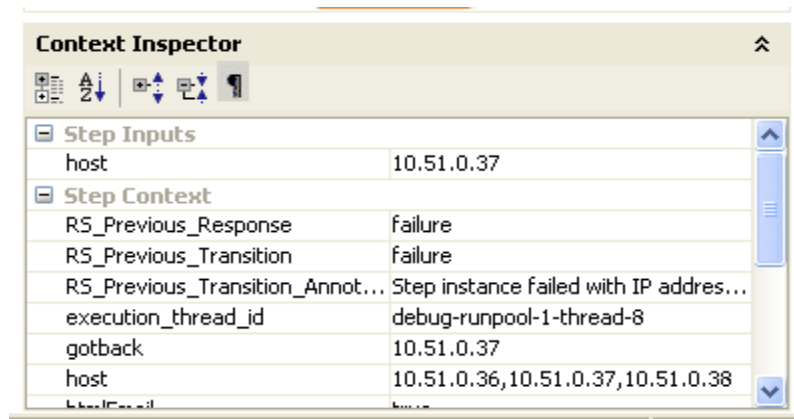 Context Inspector
Step Inputs
host 10.51.0.37
Step Context
RS_Previous_Response failure
RS_Previous_Transition failure
RS_Previous_Transition_Annot... Step instance failed with IP addres...
execution_thread_id debug-runpool-1-thread-8
gotback 10.51.0.37
host 10.51.0.36,10.51.0.37,10.51.0.38